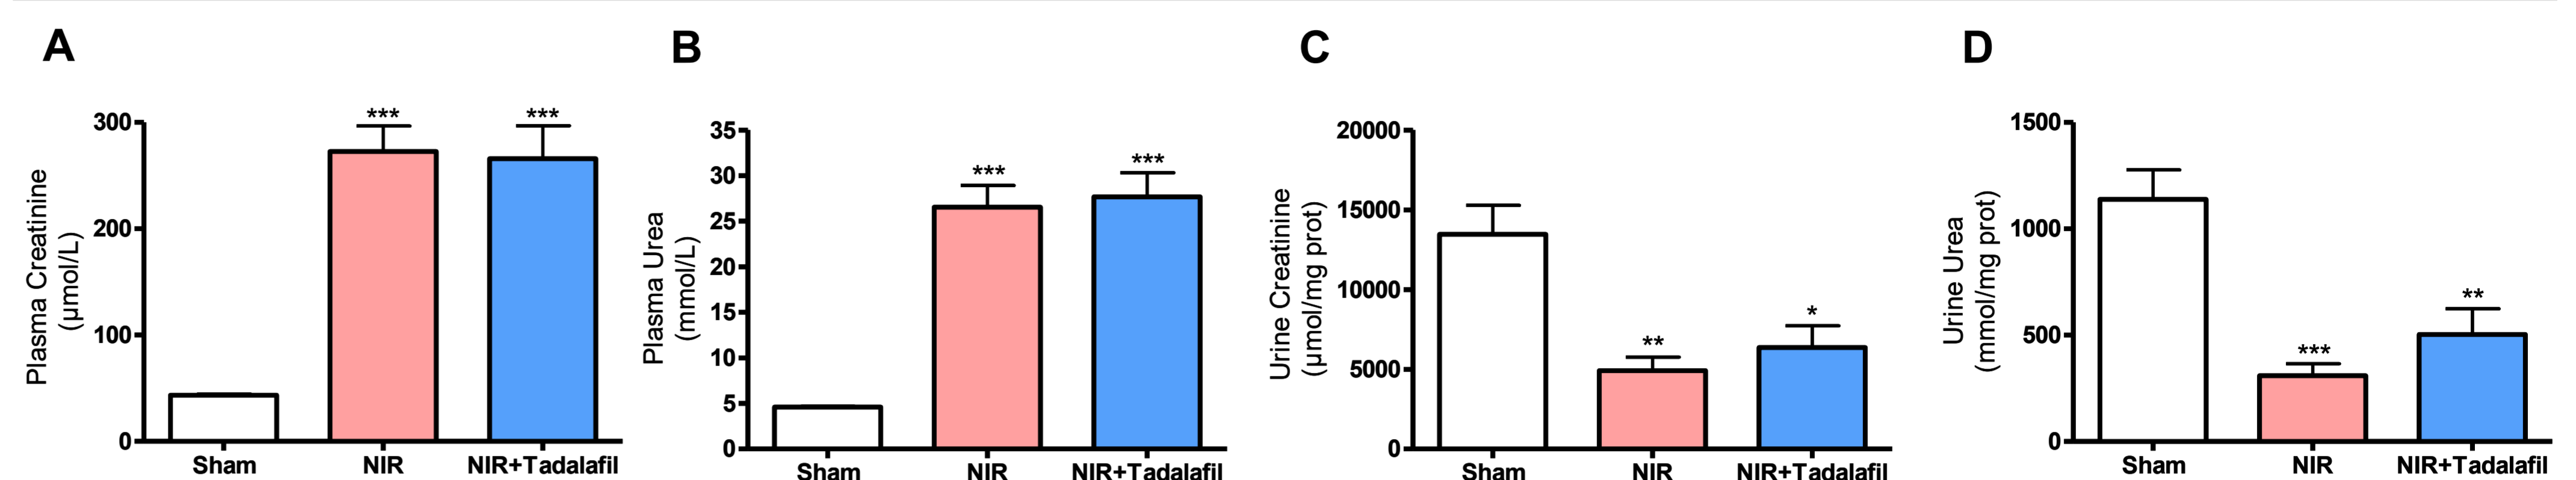 A
Plasma Creatinine
(µmol/L)
300
200
100
0
***
***
Sham
NIR
NIR+Tadalafil
B
Plasma Urea
(mmol/L)
35
30
25
20
15
10
5
0
***
***
Sham
NIR
NIR+Tadalafil
C
Urine Creatinine
(µmol/mg prot)
20000
15000
10000
5000
0
**
*
Sham
NIR
NIR+Tadalafil
D
Urine Urea
(mmol/mg prot)
1500
1000
500
0
***
**
Sham
NIR
NIR+Tadalafil